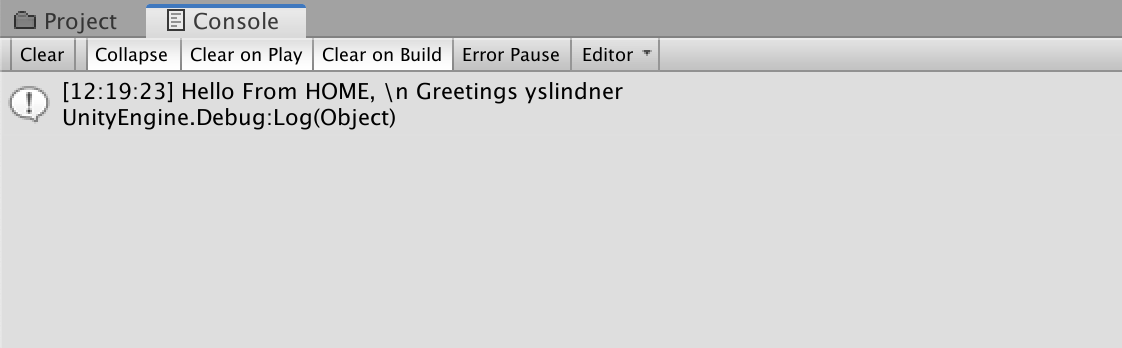 Project Console
Clear Collapse Clear on Play Clear on Build Error Pause Editor
[12:19:23] Hello From HOME, \n Greetings yslindner
UnityEngine.Debug:Log(Object)